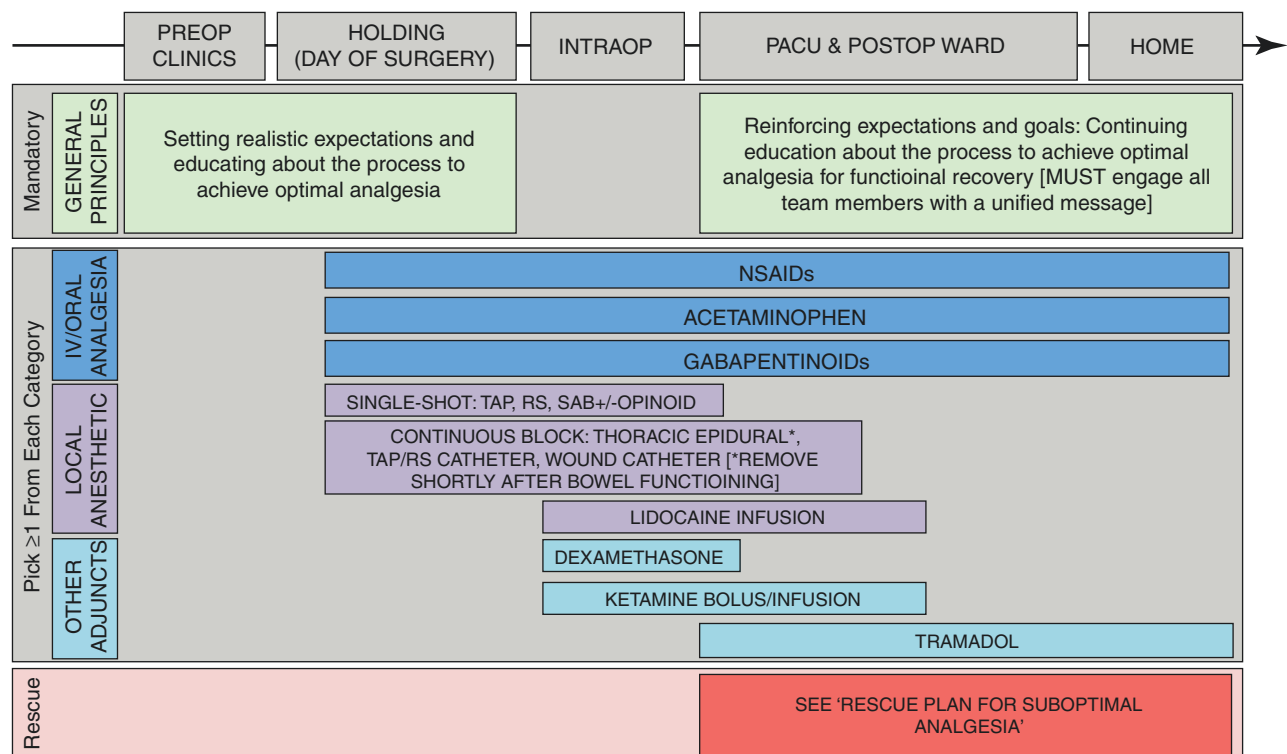 PREOP
CLINICS
HOLDING
(DAY OF SURGERY)
INTRAOP
PACU & POSTOP WARD
HOME
Mandatory
GENERAL
PRINCIPLES
Setting realistic expectations and
educating about the process to
achieve optimal analgesia
Reinforcing expectations and goals: Continuing
education about the process to achieve optimal
analgesia for functioinal recovery [MUST engage all
team members with a unified message]
Pick ≥1 From Each Category
IV/ORAL
ANALGESIA
NSAIDs
ACETAMINOPHEN
GABAPENTINOIDs
LOCAL
ANESTHETIC
SINGLE-SHOT: TAP, RS, SAB+/-OPINOID
CONTINUOUS BLOCK: THORACIC EPIDURAL*,
TAP/RS CATHETER, WOUND CATHETER [*REMOVE
SHORTLY AFTER BOWEL FUNCTIOINING]
LIDOCAINE INFUSION
OTHER
ADJUNCTS
DEXAMETHASONE
KETAMINE BOLUS/INFUSION
TRAMADOL
Rescue
SEE ‘RESCUE PLAN FOR SUBOPTIMAL
ANALGESIA’